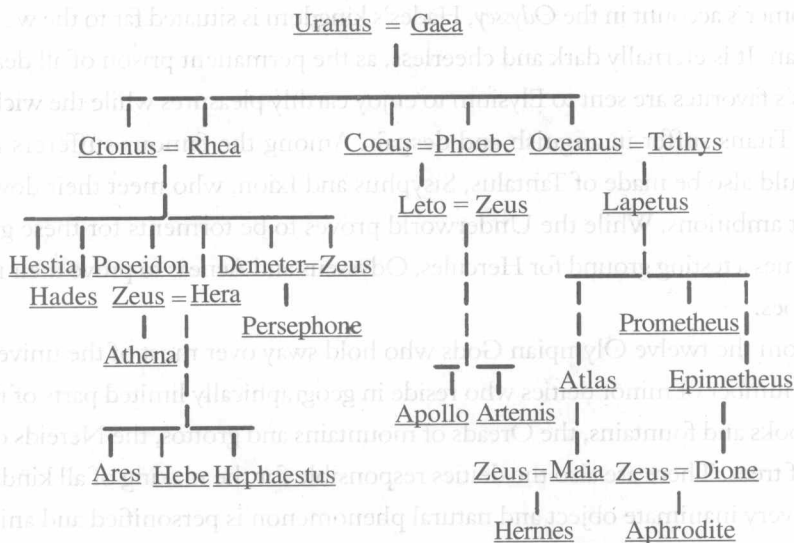 Uranus = Gaea
Cronus = Rhea Coeus = Phoebe Oceanus = Tethys
Leto = Zeus Lapetus
Hestia Poseidon Demeter=Zeus
Hades Zeus = Hera
Persephone Prometheus
Athena
Atlas Epimetheus
Apollo Artemis
Ares Hebe Hephaestus Zeus=Maia Zeus=Dione
Hermes Aphrodite